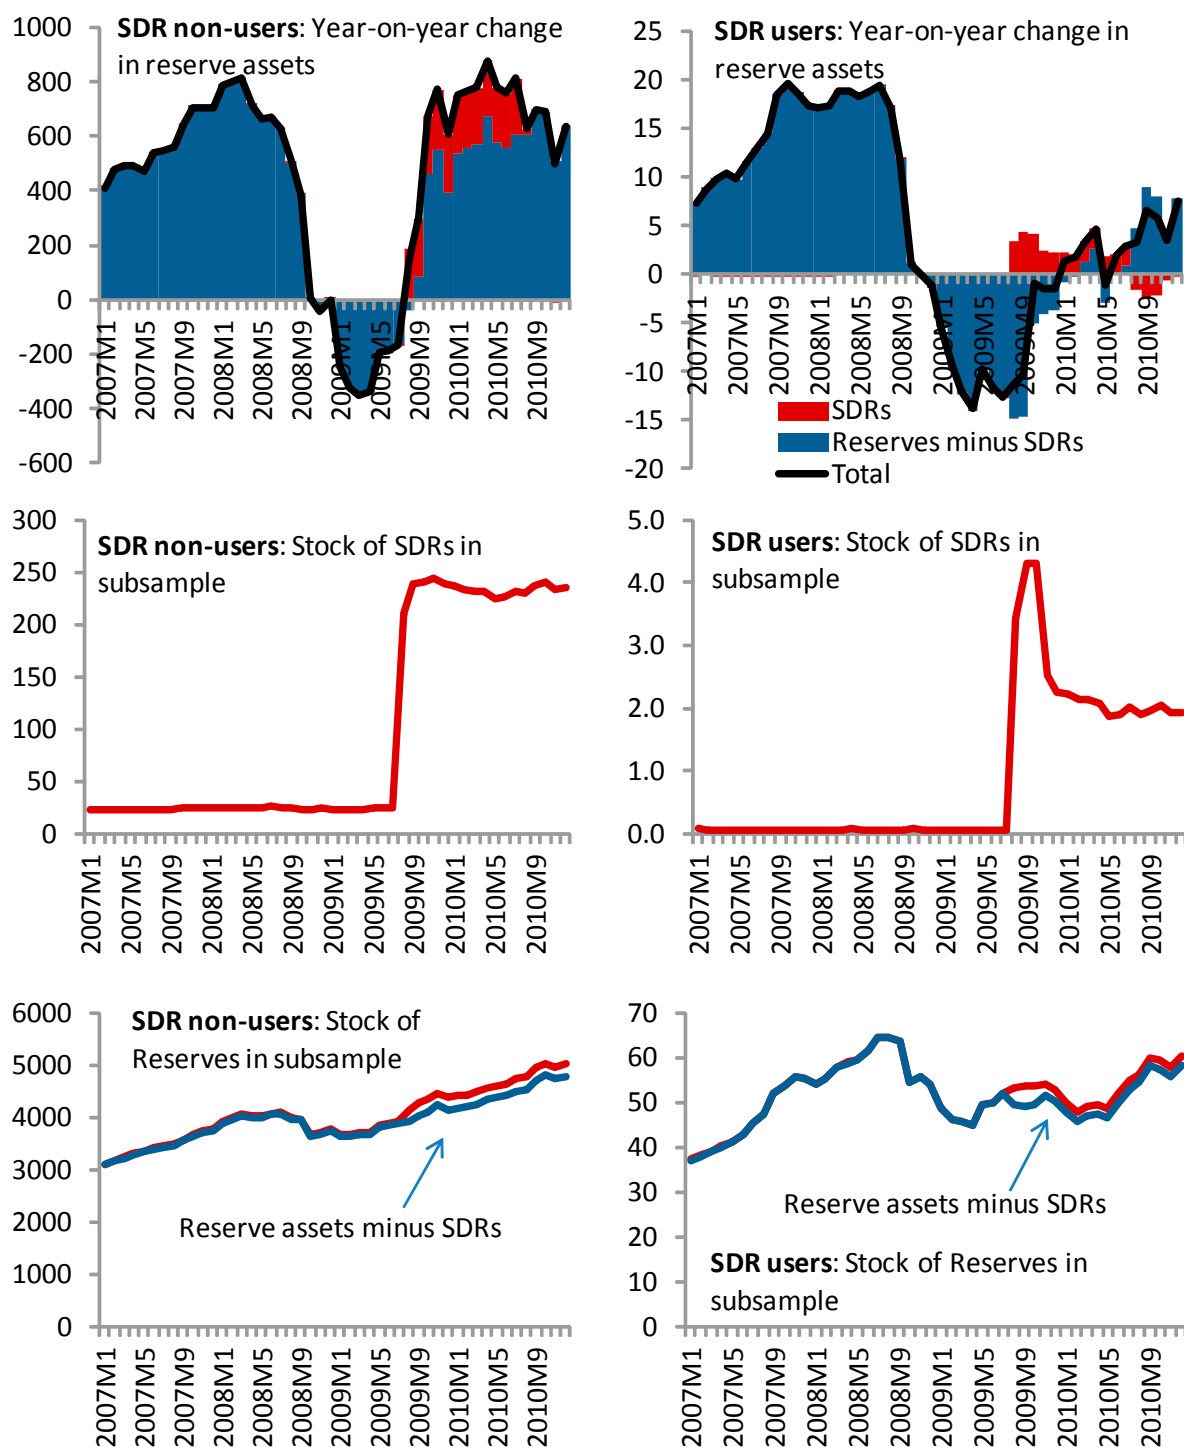 SDR non-users: Year-on-year change
in reserve assets
1000
800
600
400
200
0
-200
-400
-600
2007M1
2007M5
2007M9
2008M1
2008M5
2008M9
2009M1
2009M5
2009M9
2010M1
2010M5
2010M9
SDR users: Year-on-year change in
reserve assets
25
20
15
10
5
0
-5
-10
-15
-20
2007M1
2007M5
2007M9
2008M1
2008M5
2008M9
2009M1
2009M5
2009M9
2010M1
2010M5
2010M9
SDRs
Reserves minus SDRs
Total
SDR non-users: Stock of SDRs in
subsample
300
250
200
150
100
50
0
2007M1
2007M5
2007M9
2008M1
2008M5
2008M9
2009M1
2009M5
2009M9
2010M1
2010M5
2010M9
SDR users: Stock of SDRs in
subsample
5.0
4.0
3.0
2.0
1.0
0.0
2007M1
2007M5
2007M9
2008M1
2008M5
2008M9
2009M1
2009M5
2009M9
2010M1
2010M5
2010M9
SDR non-users: Stock of
Reserves in subsample
6000
5000
4000
3000
2000
1000
0
Reserve assets minus SDRs
2007M1
2007M5
2007M9
2008M1
2008M5
2008M9
2009M1
2009M5
2009M9
2010M1
2010M5
2010M9
70
60
50
40
30
20
10
0
Reserve assets minus SDRs
SDR users: Stock of Reserves in
subsample
2007M1
2007M5
2007M9
2008M1
2008M5
2008M9
2009M1
2009M5
2009M9
2010M1
2010M5
2010M9